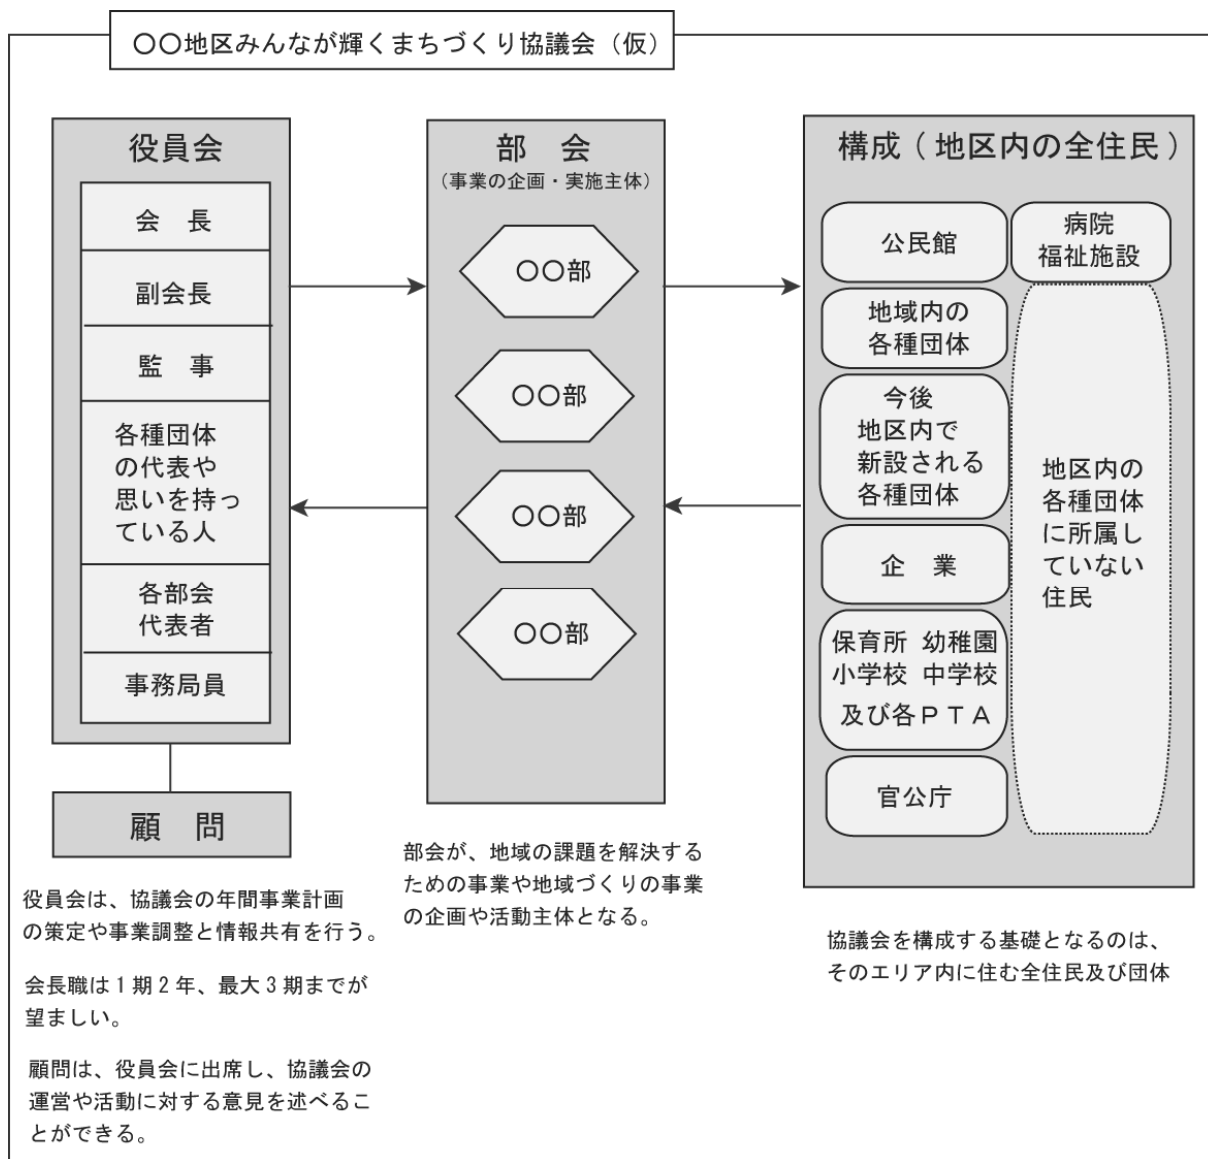 〇〇地区みんなが輝くまちづくり協議会（仮）
役員会
会　長
副会長
監　事
各種団体
の代表や
思いを持っ
ている人
各部会
代表者
事務局員
顧　問
役員会は、協議会の年間事業計画
の策定や事業調整と情報共有を行う。
会長職は１期２年、最大３期までが
望ましい。
顧問は、役員会に出席し、協議会の
運営や活動に対する意見を述べるこ
とができる。
部　会
（事業の企画・実施主体）
〇〇部
〇〇部
〇〇部
〇〇部
部会が、地域の課題を解決する
ための事業や地域づくりの事業
の企画や活動主体となる。
構成（地区内の全住民）
公民館
地域内の
各種団体
今後
地区内で
新設される
各種団体
企　業
保育所 幼稚園
小学校 中学校
及び各ＰＴＡ
官公庁
病院
福祉施設
地区内の
各種団体
に所属し
ていない
住民
協議会を構成する基礎となるのは、
そのエリア内に住む全住民及び団体